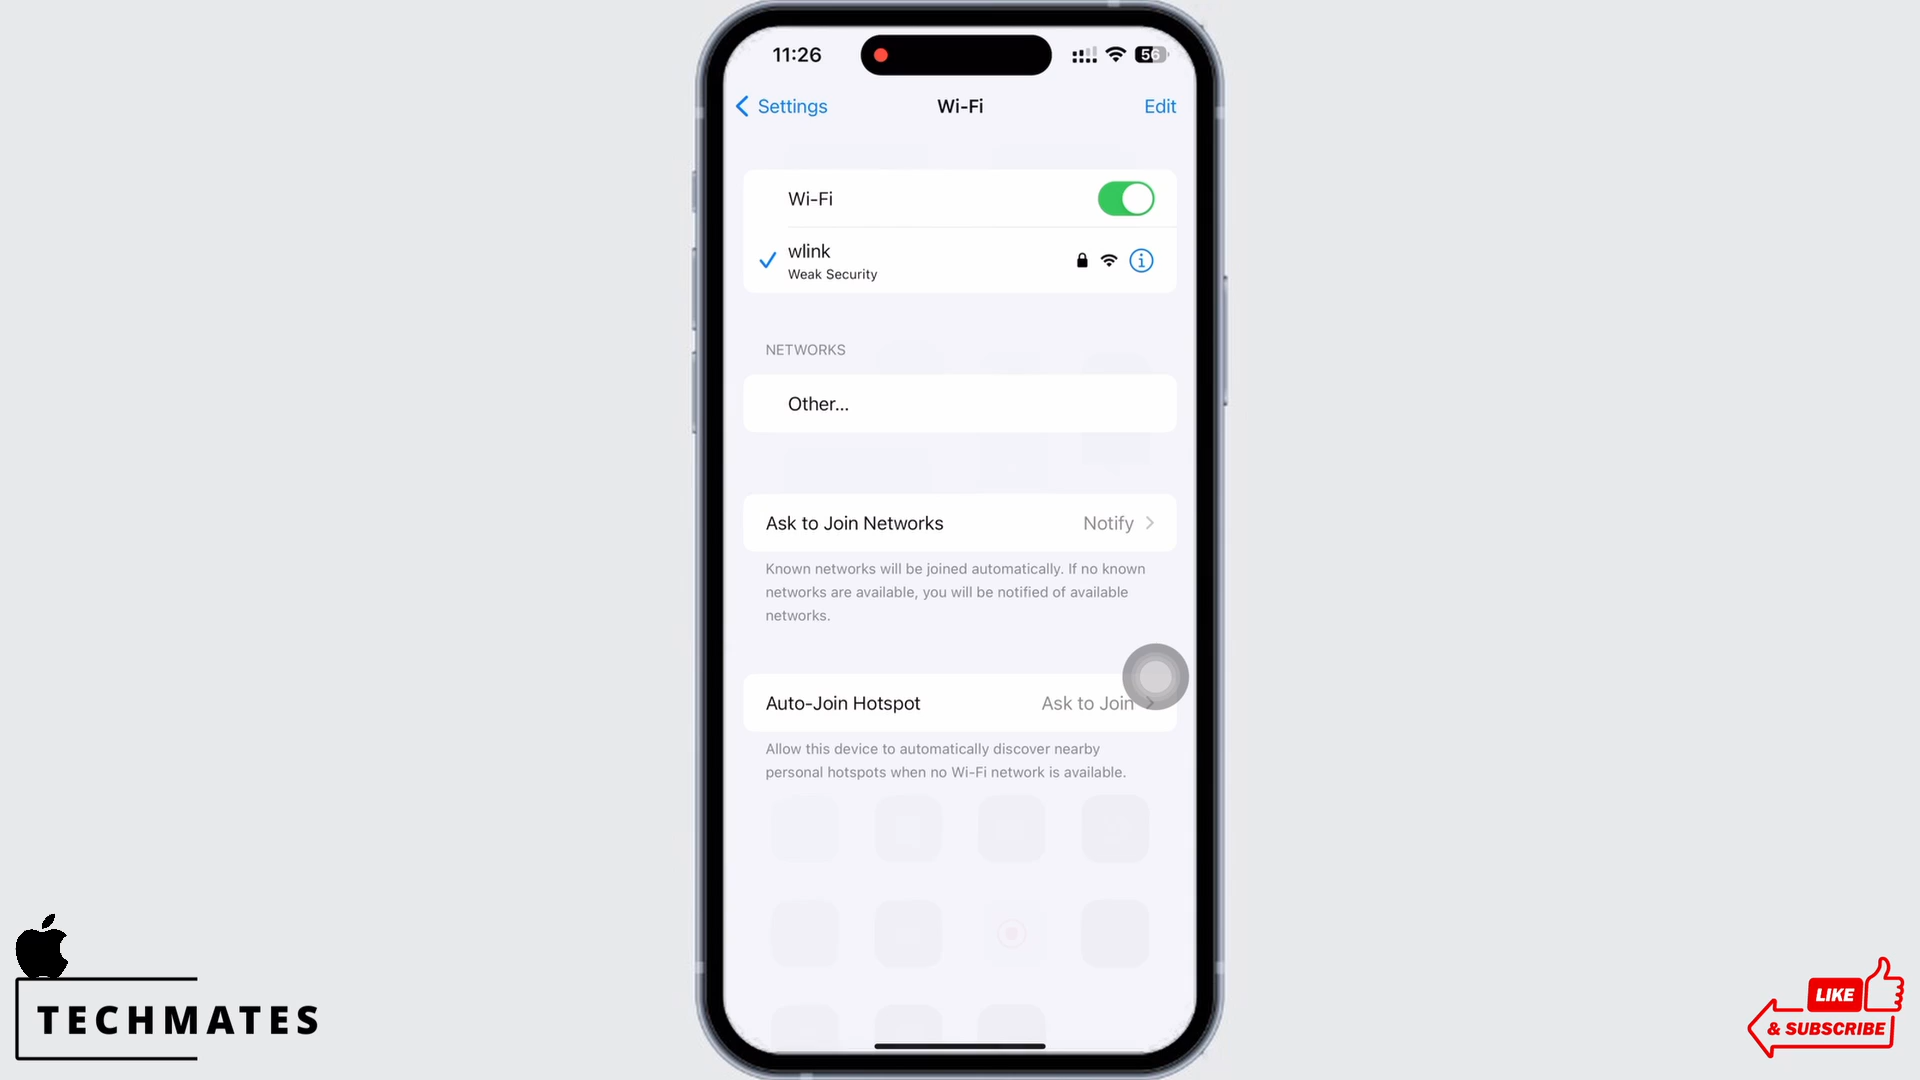 11:26
56
Settings
Wi-Fi
Edit
Wi-Fi
wlink
Weak Security
NETWORKS
Other...
Ask to Join Networks
Notify
Known networks will be joined automatically. If no known
networks are available, you will be notified of available
networks.
Auto-Join Hotspot
Ask to Join
Allow this device to automatically discover nearby
personal hotspots when no Wi-Fi network is available.
TECHMATES
LIKE
& SUBSCRIBE